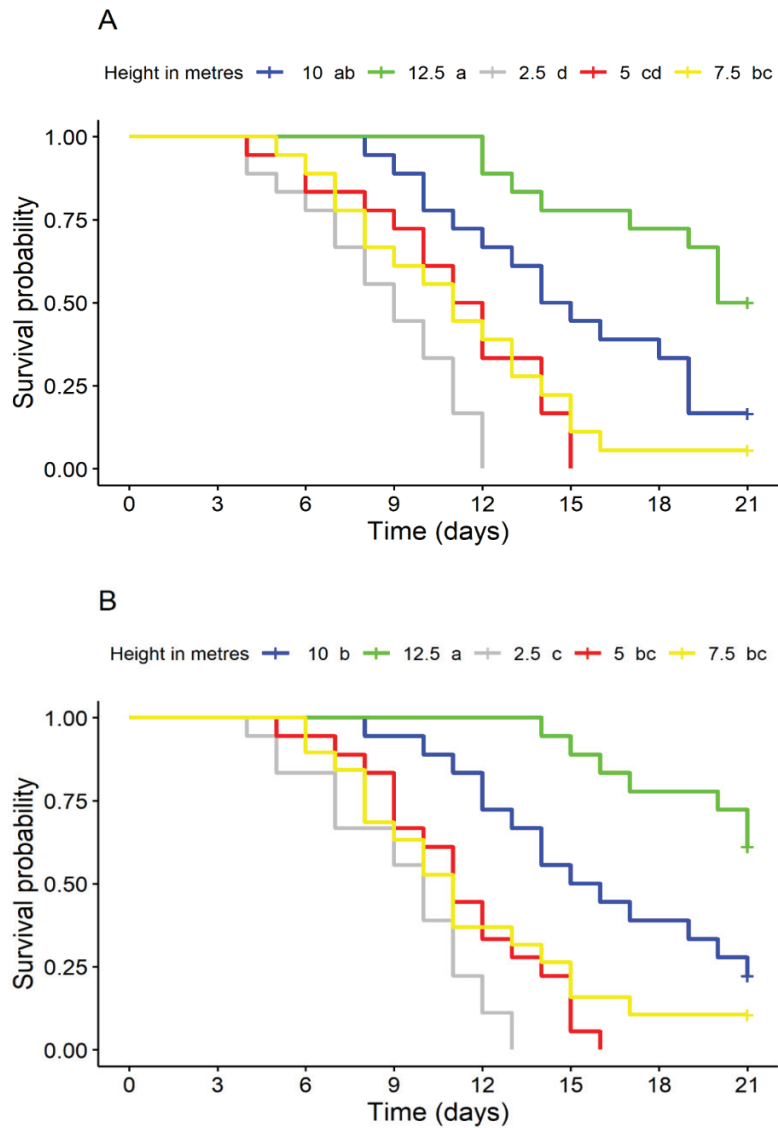 A
Height in metres 10 ab 12.5 a 2.5 d 5 cd 7.5 bc
1.00
0.75
0.50
0.25
0.00
Survival probability
0 3 6 9 12 15 18 21
Time (days)
B
Height in metres 10 b 12.5 a 2.5 c 5 bc 7.5 bc
1.00
0.75
0.50
0.25
0.00
Survival probability
0 3 6 9 12 15 18 21
Time (days)